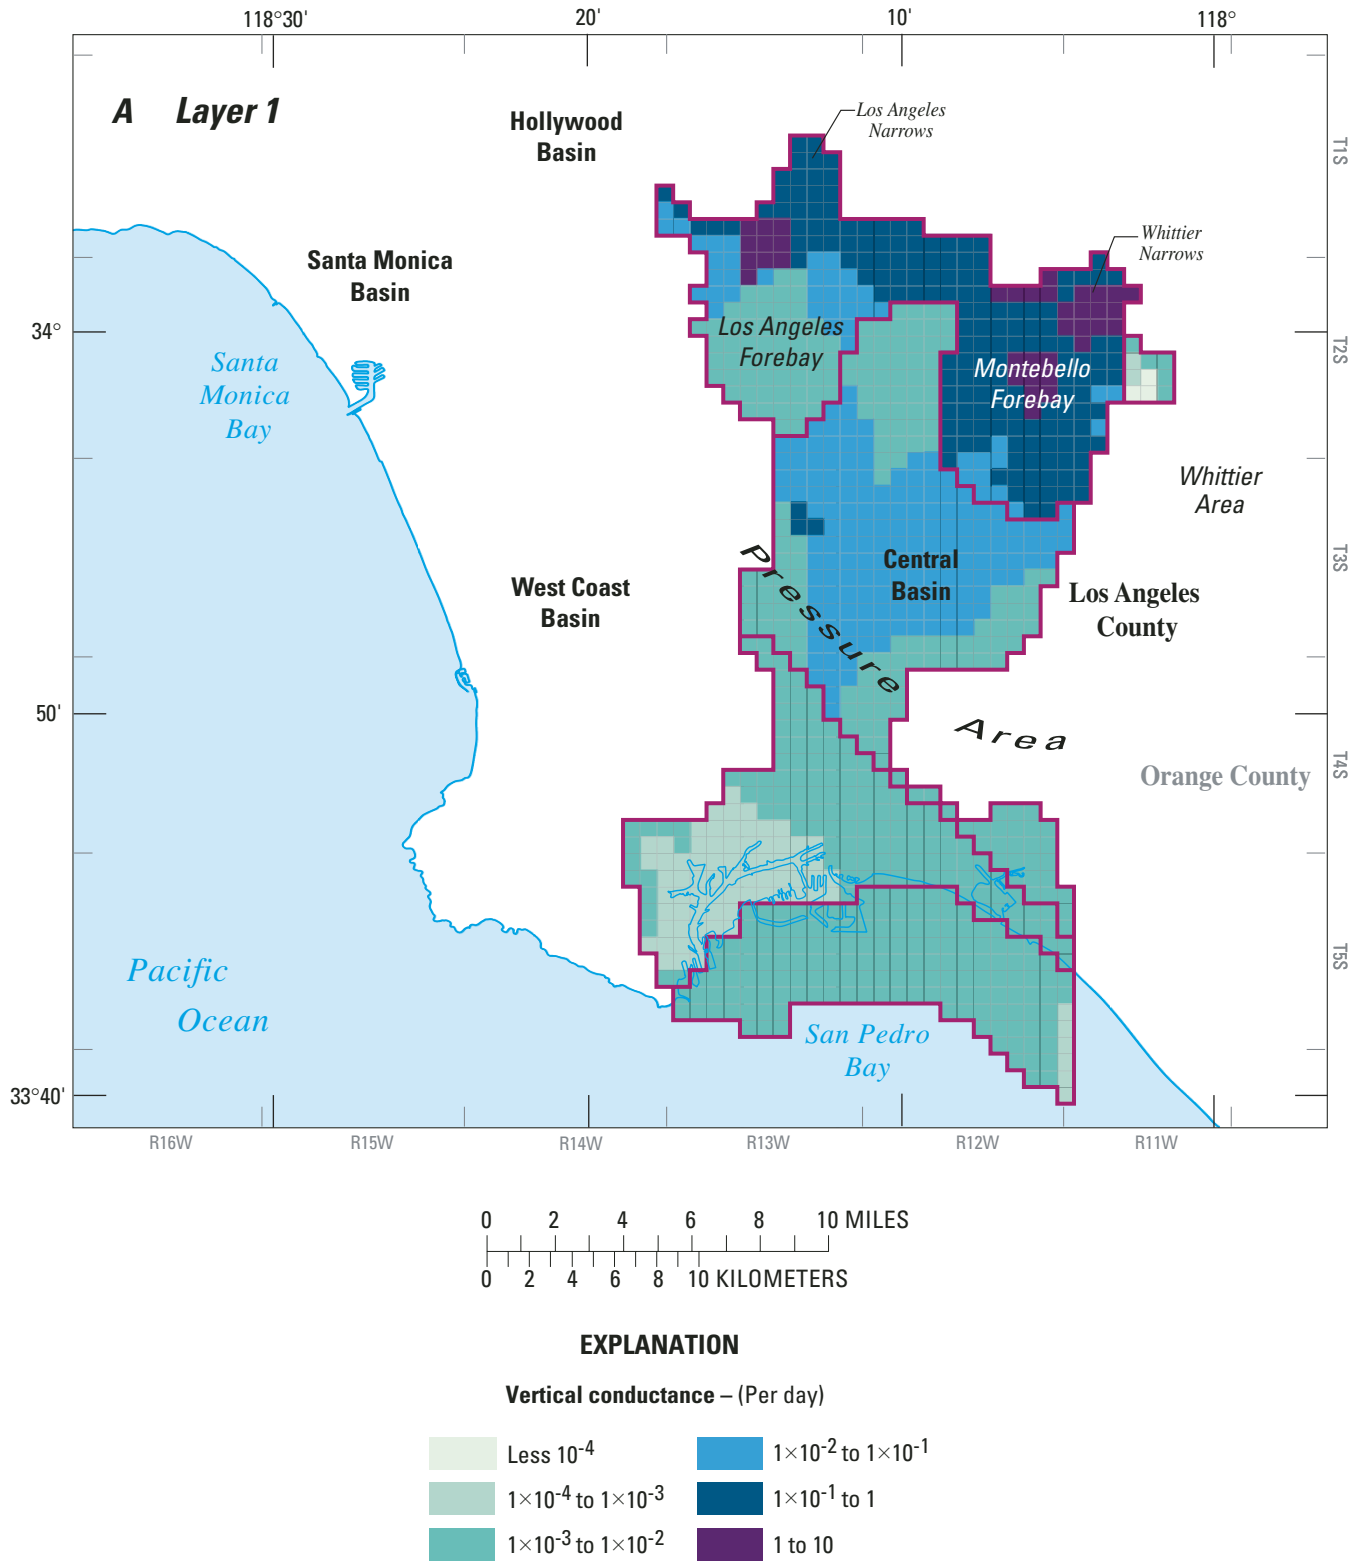 118°30'
20'
10'
118°
A Layer 1
Hollywood
Basin
Los Angeles
Narrows
T1S
Santa Monica
Basin
Whittier
Narrows
34°
Los Angeles
Forebay
T2S
Santa
Monica
Bay
Montebello
Forebay
Whittier
Area
Pressure
Area
Central
Basin
T3S
West Coast
Basin
Los Angeles
County
50'
T4S
Orange County
Pacific
Ocean
T5S
San Pedro
Bay
33°40'
R16W
R15W
R14W
R13W
R12W
R11W
0 2 4 6 8 10 MILES
0 2 4 6 8 10 KILOMETERS
EXPLANATION
Vertical conductance – (Per day)
Less 10-4
1×10-2 to 1×10-1
1×10-4 to 1×10-3
1×10-1 to 1
1×10-3 to 1×10-2
1 to 10